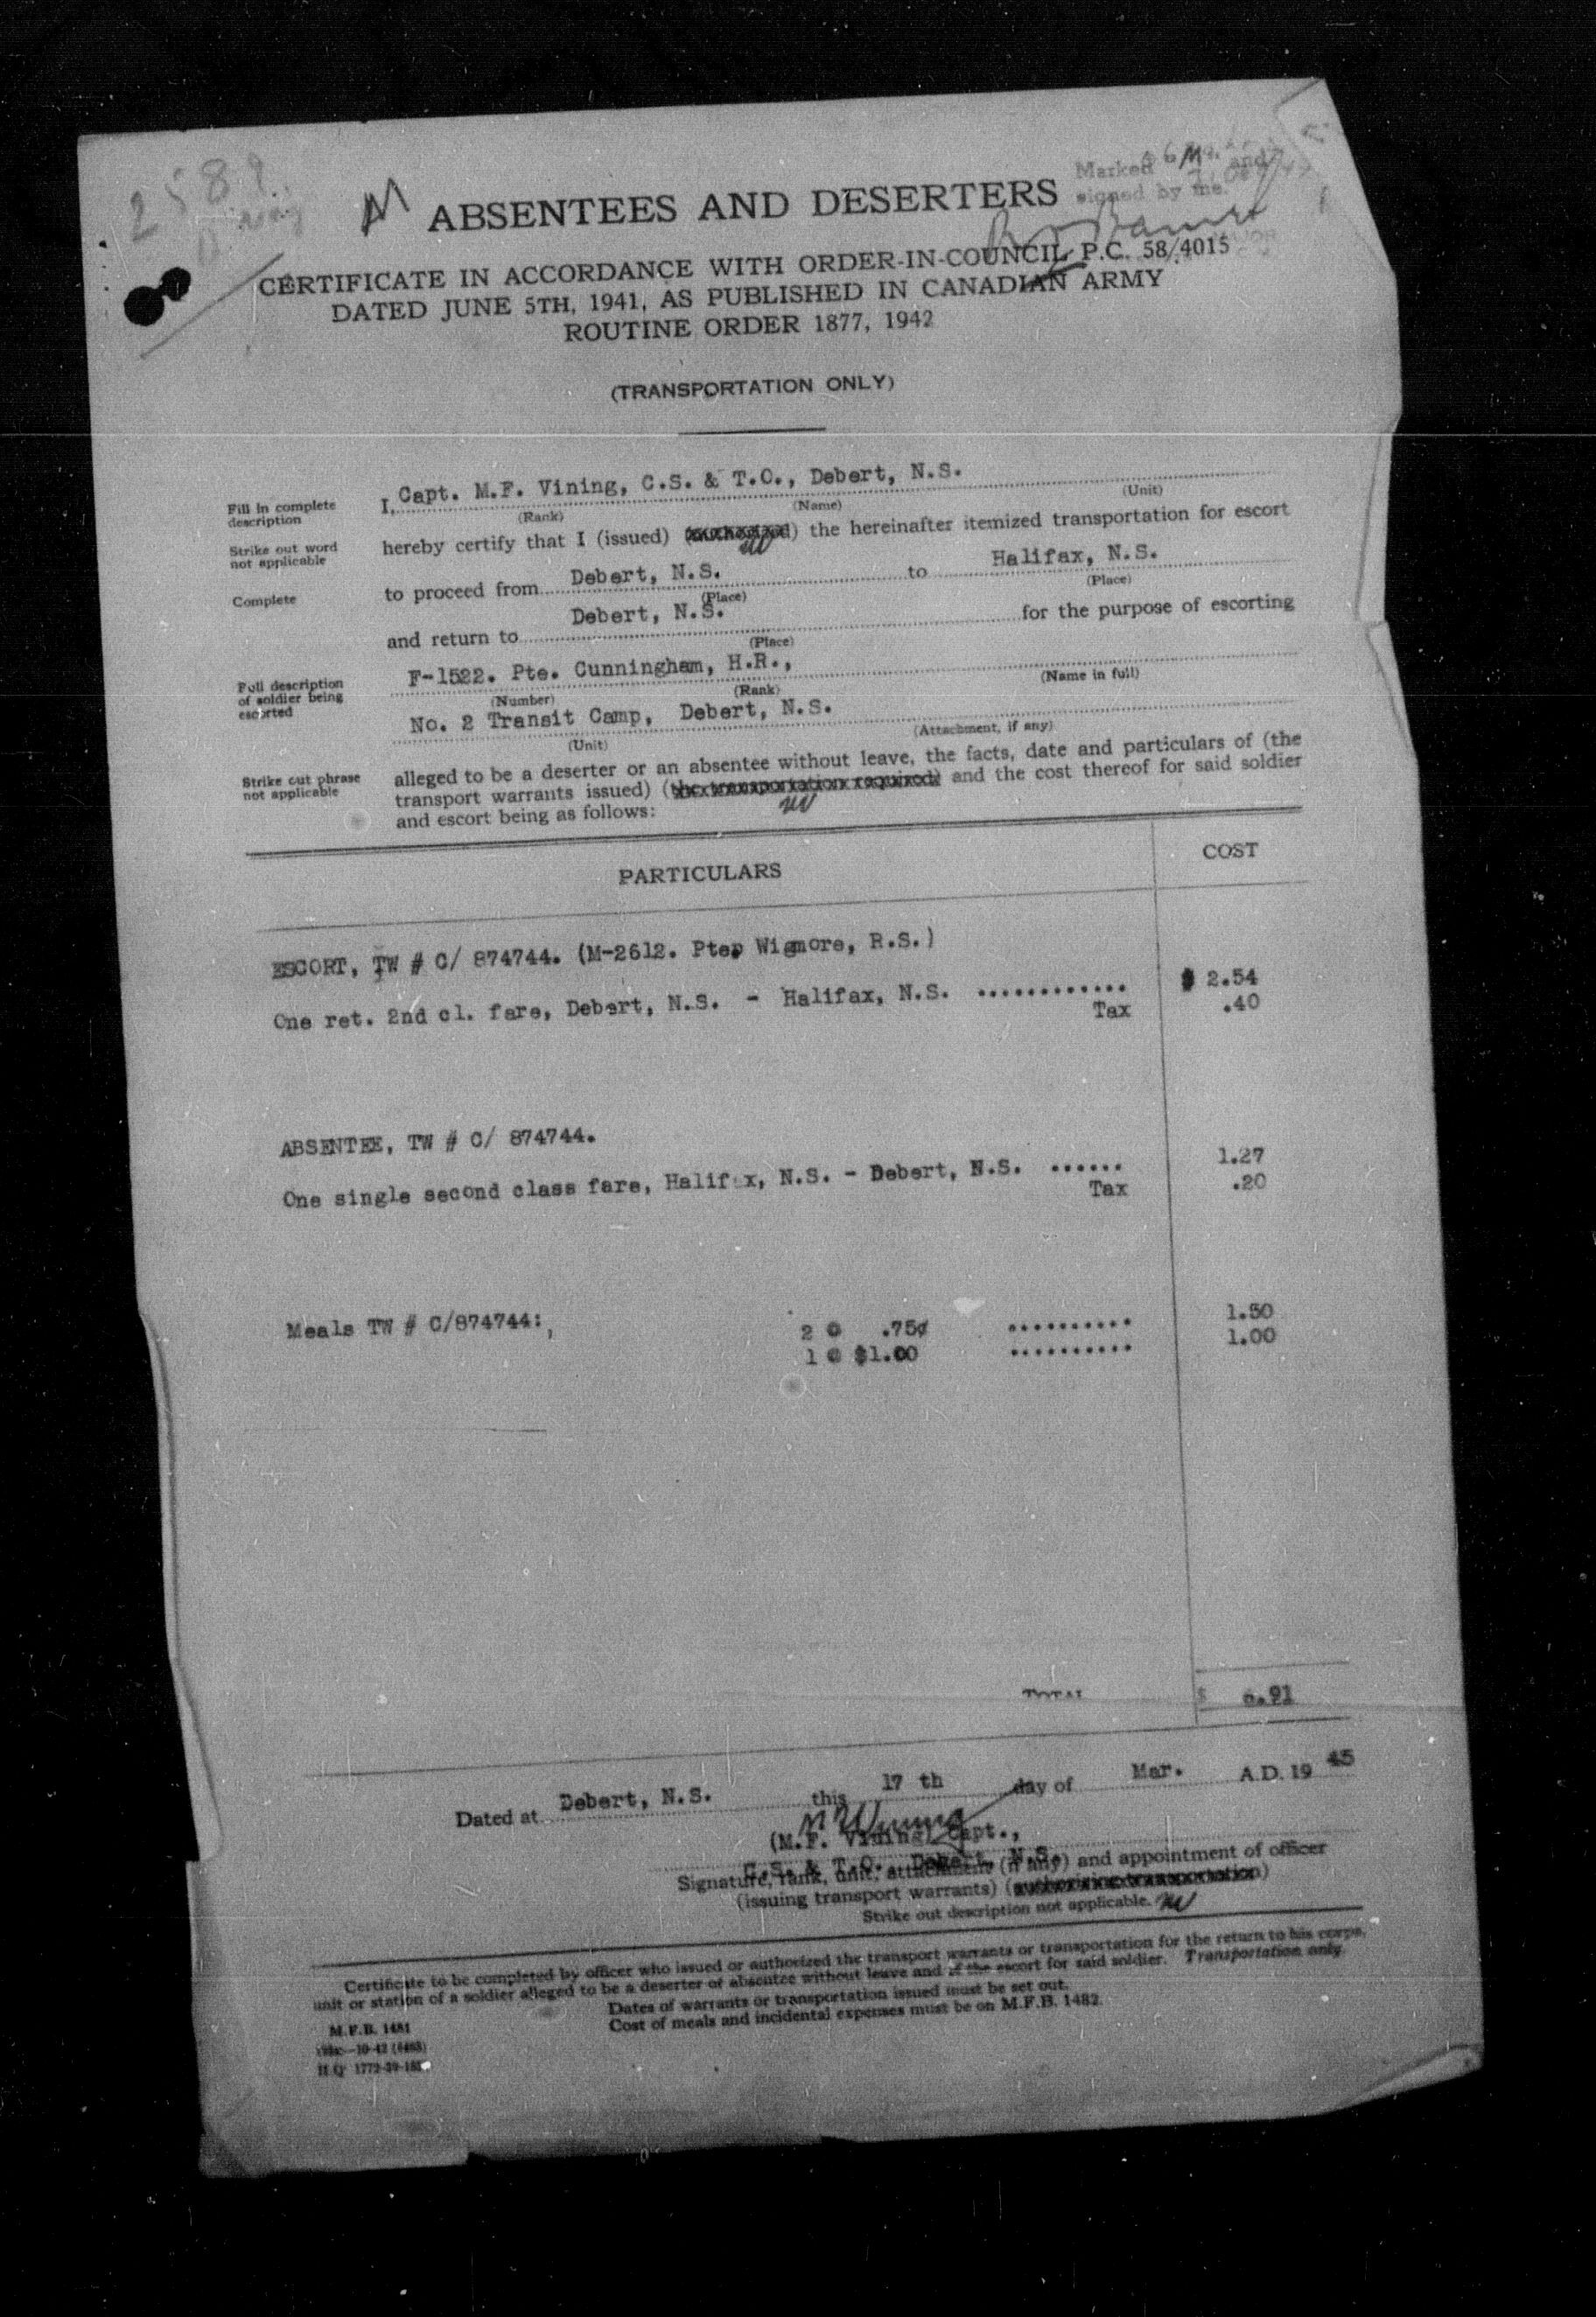 2589
M
ABSENTEES AND DESERTERS
Marked and
signed by me.
CERTIFICATE IN ACCORDANCE WITH ORDER-IN-COUNCIL P.C. 58/4015
DATED JUNE 5TH, 1941, AS PUBLISHED IN CANADIAN ARMY
ROUTINE ORDER 1877, 1942
(TRANSPORTATION ONLY)
Fill in complete description
I, Capt. M.F. Vining, C.S. & T.O., Debert, N.S.
(Rank) (Name) (Unit)
Strike out word not applicable
hereby certify that I (issued) (authorized) the hereinafter itemized transportation for escort
Complete
to proceed from Debert, N.S. to Halifax, N.S.
(Place) (Place)
and return to Debert, N.S. for the purpose of escorting
(Place)
Full description of soldier being escorted
F-1522. Pte. Cunningham, H.R.,
(Number) (Rank) (Name in full)
No. 2 Transit Camp, Debert, N.S.
(Unit) (Attachment, if any)
Strike out phrase not applicable
alleged to be a deserter or an absentee without leave, the facts, date and particulars of (the
transport warrants issued) (the transportation required) and the cost thereof for said soldier
and escort being as follows:
PARTICULARS COST
ESCORT, TW # C/ 874744. (M-2612. Ptep Wigmore, R.S.)
One ret. 2nd cl. fare, Debert, N.S. - Halifax, N.S. ............ $ 2.54
Tax .40
ABSENTEE, TW # C/ 874744.
One single second class fare, Halifax, N.S. - Debert, N.S. ...... 1.27
Tax .20
Meals TW # C/874744:, 2 @ .75¢ .......... 1.50
1 @ $1.00 .......... 1.00
TOTAL $ 6.91
Dated at Debert, N.S. this 17 th day of Mar. A.D. 19 45
(M.F. Vining) Capt.,
C.S. & T.O. Debert, N.S.
Signature, rank, unit, attachment (if any) and appointment of officer
(issuing transport warrants) (authorizing transportation)
Strike out description not applicable.
Certificate to be completed by officer who issued or authorized the transport warrants or transportation for the return to his corps,
unit or station of a soldier alleged to be a deserter or absentee without leave and of the escort for said soldier. Transportation only.
Dates of warrants or transportation issued must be set out.
Cost of meals and incidental expenses must be on M.F.B. 1482.
M.F.B. 1481
H.Q. 1772-39-